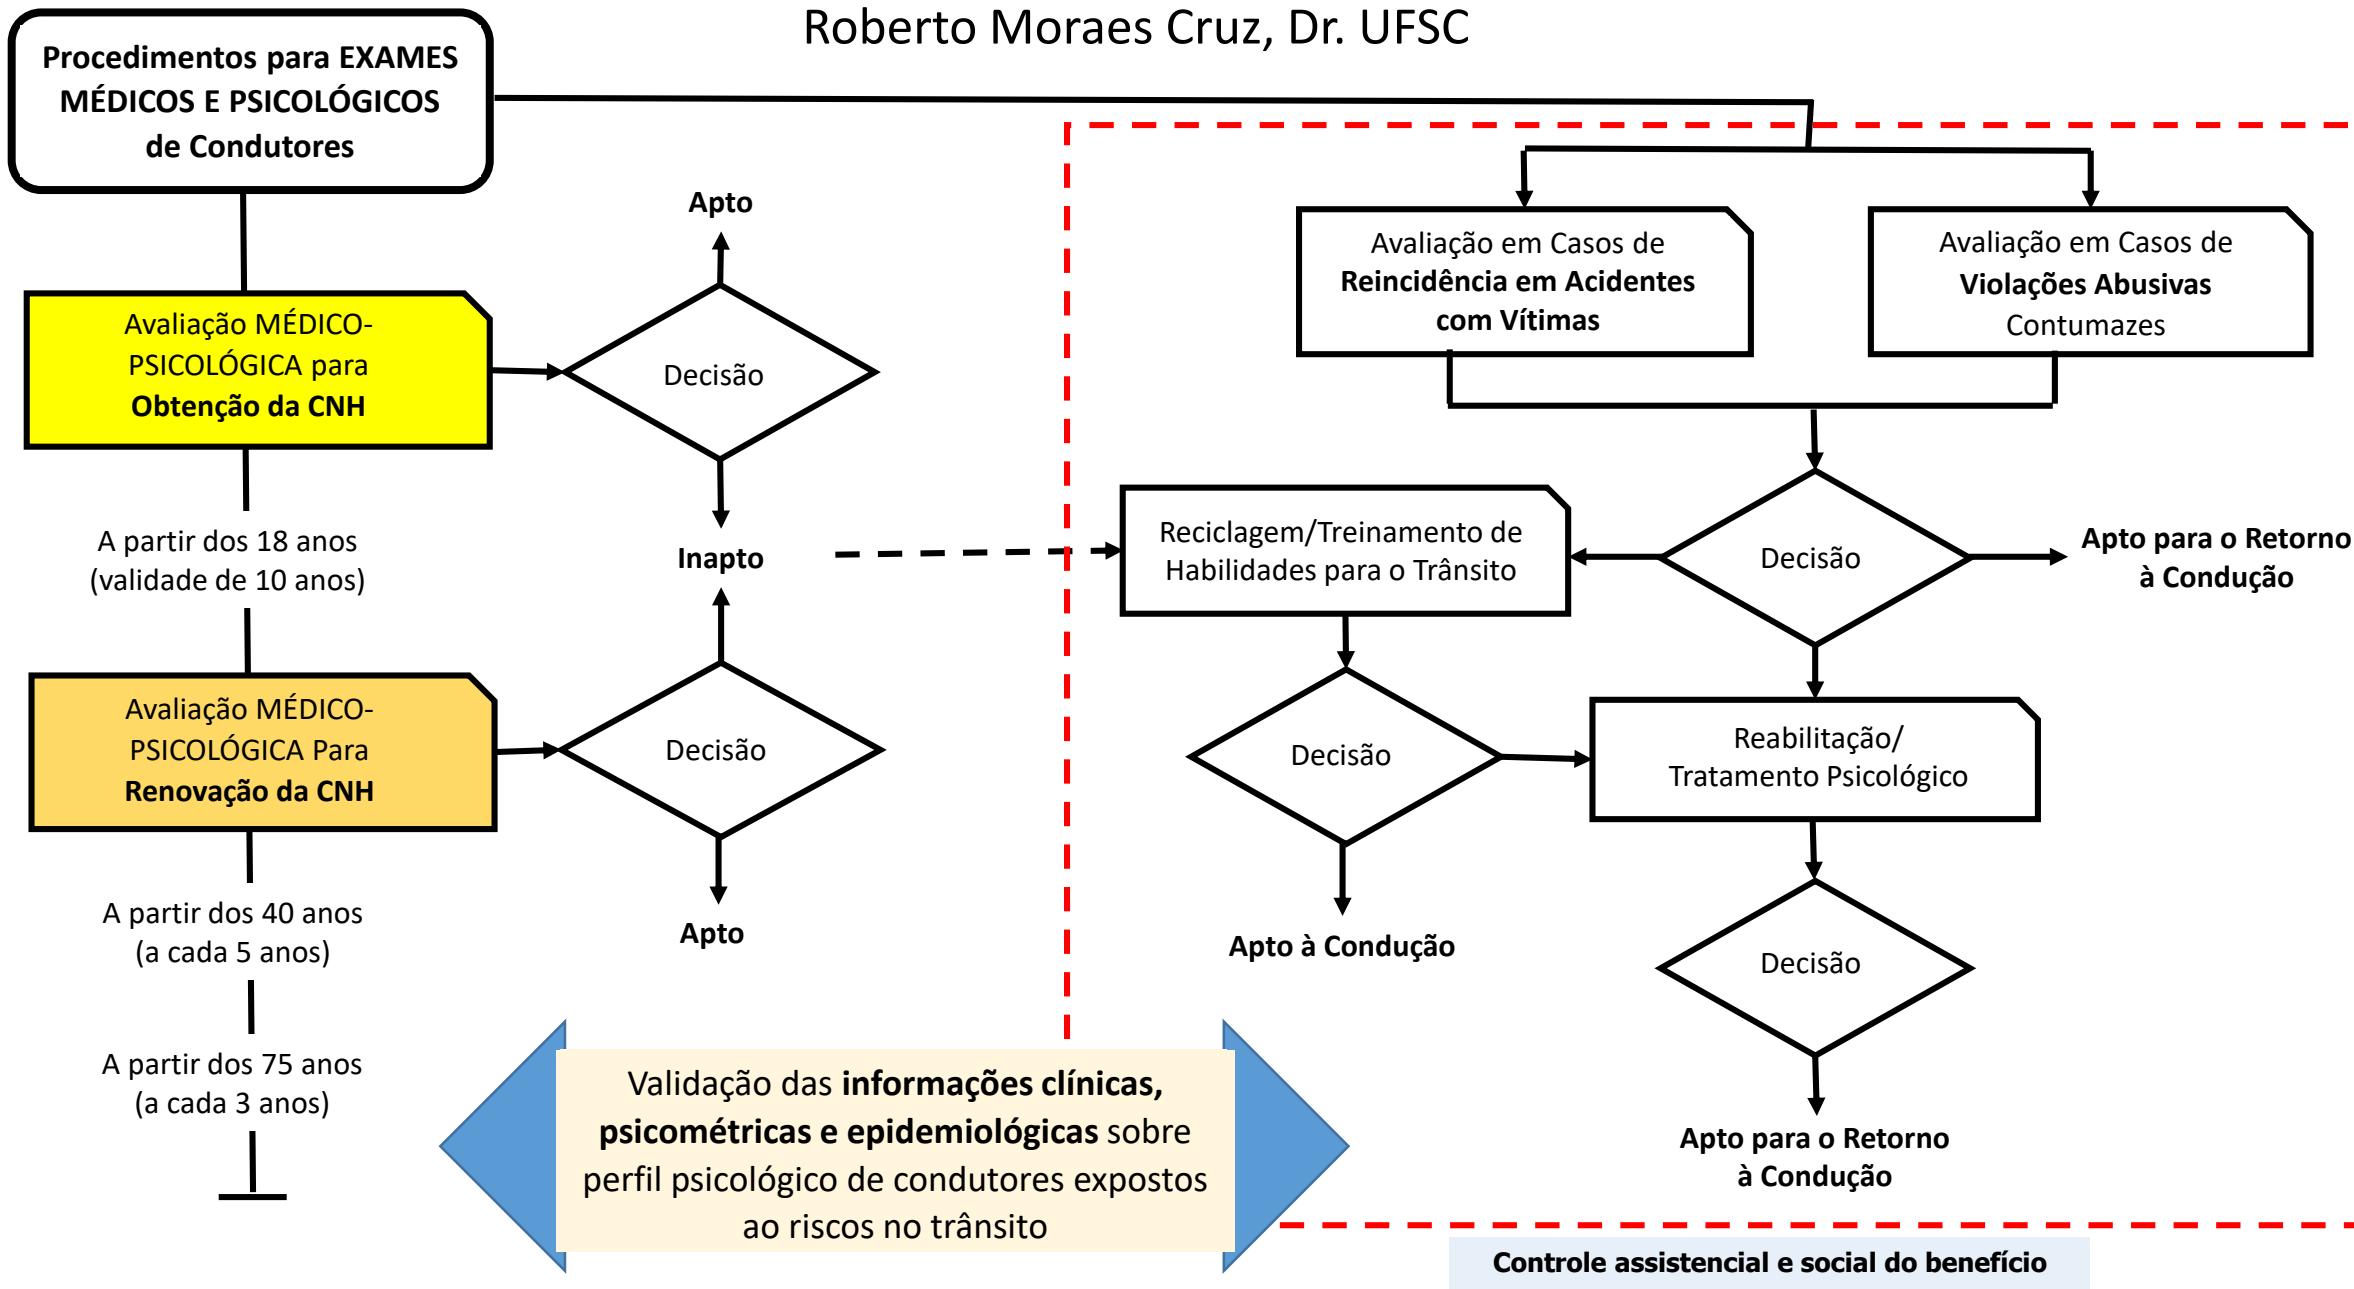 Roberto Moraes Cruz, Dr. UFSC
Procedimentos para EXAMES
MÉDICOS E PSICOLÓGICOS
de Condutores
Avaliação MÉDICO-
PSICOLÓGICA para
Obtenção da CNH
A partir dos 18 anos
(validade de 10 anos)
Avaliação MÉDICO-
PSICOLÓGICA Para
Renovação da CNH
A partir dos 40 anos
(a cada 5 anos)
A partir dos 75 anos
(a cada 3 anos)
Apto
Decisão
Inapto
Decisão
Apto
Avaliação em Casos de
Reincidência em Acidentes
com Vítimas
Avaliação em Casos de
Violações Abusivas
Contumazes
Reciclagem/Treinamento de
Habilidades para o Trânsito
Decisão
Apto para o Retorno
à Condução
Decisão
Reabilitação/
Tratamento Psicológico
Apto à Condução
Decisão
Apto para o Retorno
à Condução
Validação das informações clínicas,
psicométricas e epidemiológicas sobre
perfil psicológico de condutores expostos
ao riscos no trânsito
Controle assistencial e social do benefício